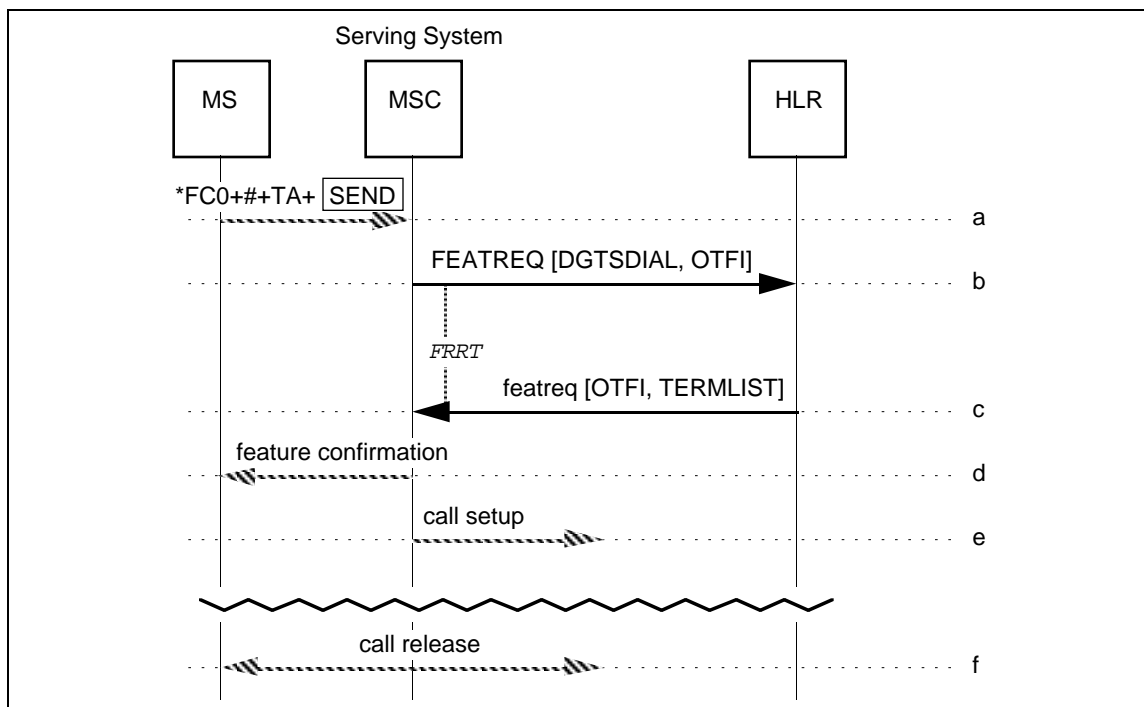 Serving System
MS
MSC
HLR
*FC0+#+TA+ SEND
a
FEATREQ [DGTSDIAL, OTFI]
b
FRRT
featreq [OTFI, TERMLIST]
c
feature confirmation
d
call setup
e
call release
f